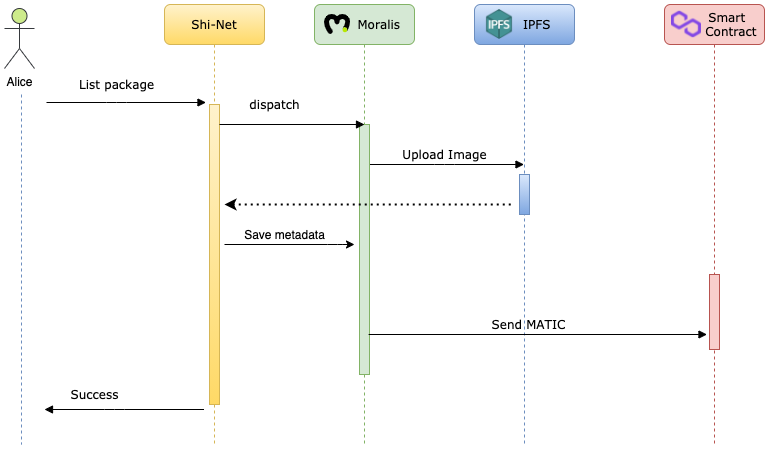 Shi-Net
Moralis
IPFS
IPFS
Smart
Contract
Alice
List package
dispatch
Upload Image
Save metadata
Send MATIC
Success